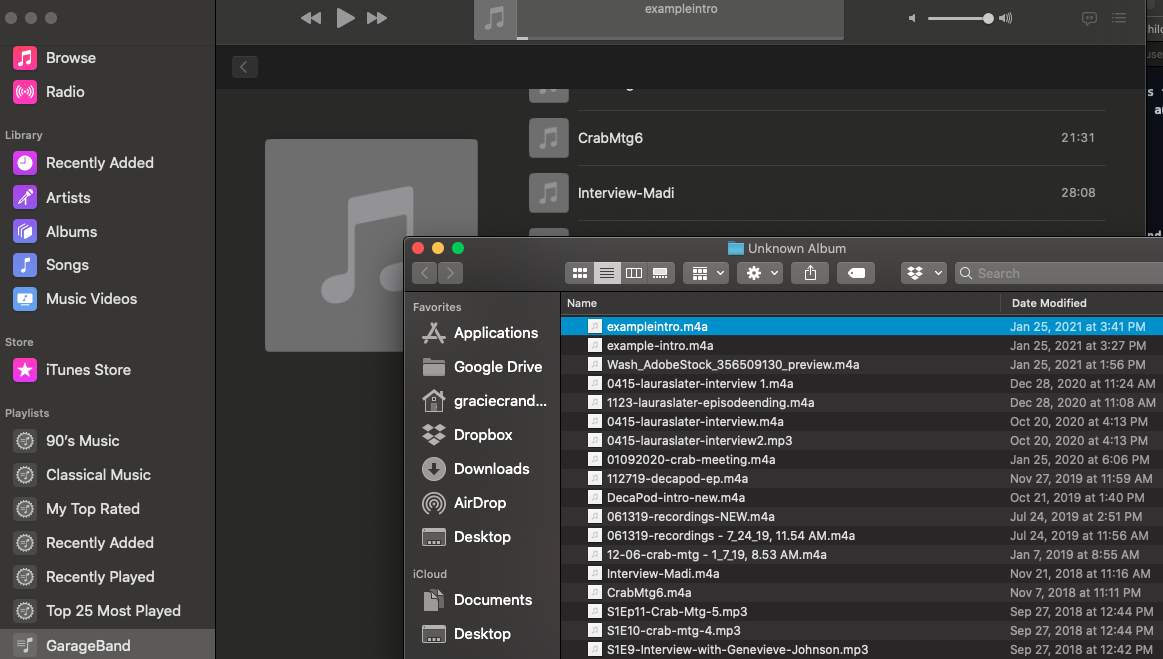 exampleintro
Browse
Radio
Library
Recently Added
Artists
Albums
Songs
Music Videos
Store
iTunes Store
Playlists
90's Music
Classical Music
My Top Rated
Recently Added
Recently Played
Top 25 Most Played
GarageBand
CrabMtg6 21:31
Interview-Madi 28:08
Unknown Album
Search
Favorites
Applications
Google Drive
graciecrand...
Dropbox
Downloads
AirDrop
Desktop
iCloud
Documents
Desktop
Name Date Modified
exampleintro.m4a Jan 25, 2021 at 3:41 PM
example-intro.m4a Jan 25, 2021 at 3:27 PM
Wash_AdobeStock_356509130_preview.m4a Jan 25, 2021 at 1:56 PM
0415-lauraslater-interview 1.m4a Dec 28, 2020 at 11:24 AM
1123-lauraslater-episodeending.m4a Dec 28, 2020 at 11:08 AM
0415-lauraslater-interview.m4a Oct 20, 2020 at 4:13 PM
0415-lauraslater-interview2.mp3 Oct 20, 2020 at 4:13 PM
01092020-crab-meeting.m4a Jan 25, 2020 at 6:06 PM
112719-decapod-ep.m4a Nov 27, 2019 at 11:59 AM
DecaPod-intro-new.m4a Oct 21, 2019 at 1:40 PM
061319-recordings-NEW.m4a Jul 24, 2019 at 2:51 PM
061319-recordings - 7_24_19, 11.54 AM.m4a Jul 24, 2019 at 11:56 AM
12-06-crab-mtg - 1_7_19, 8.53 AM.m4a Jan 7, 2019 at 8:55 AM
Interview-Madi.m4a Nov 21, 2018 at 11:16 AM
CrabMtg6.m4a Nov 7, 2018 at 11:11 PM
S1Ep11-Crab-Mtg-5.mp3 Sep 27, 2018 at 12:44 PM
S1E10-crab-mtg-4.mp3 Sep 27, 2018 at 12:44 PM
S1E9-Interview-with-Genevieve-Johnson.mp3 Sep 27, 2018 at 12:42 PM